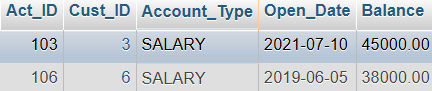 Act_ID Cust_ID Account_Type Open_Date Balance
103 3 SALARY 2021-07-10 45000.00
106 6 SALARY 2019-06-05 38000.00